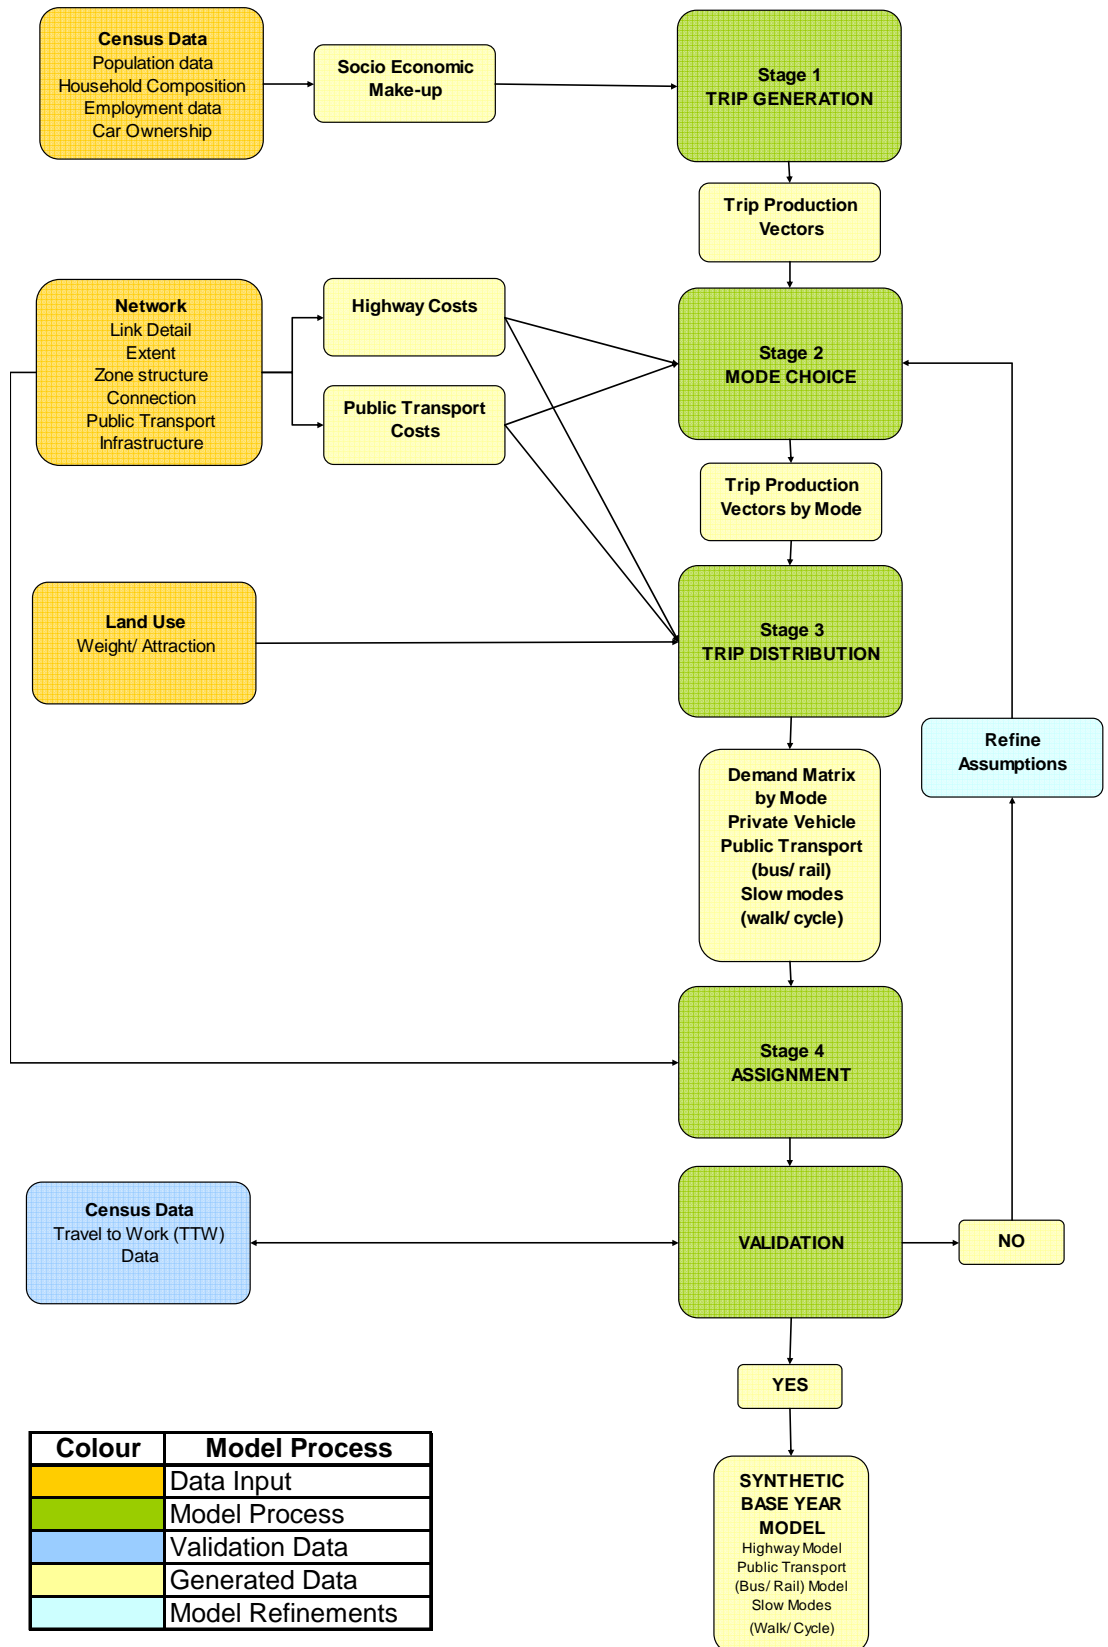 Census Data
Population data
Household Composition
Employment data
Car Ownership
Socio Economic
Make-up
Stage 1
TRIP GENERATION
Trip Production
Vectors
Network
Link Detail
Extent
Zone structure
Connection
Public Transport
Infrastructure
Highway Costs
Public Transport
Costs
Stage 2
MODE CHOICE
Trip Production
Vectors by Mode
Land Use
Weight/ Attraction
Stage 3
TRIP DISTRIBUTION
Refine
Assumptions
Demand Matrix
by Mode
Private Vehicle
Public Transport
(bus/ rail)
Slow modes
(walk/ cycle)
Stage 4
ASSIGNMENT
Census Data
Travel to Work (TTW)
Data
VALIDATION
NO
YES
SYNTHETIC
BASE YEAR
MODEL
Highway Model
Public Transport
(Bus/ Rail) Model
Slow Modes
(Walk/ Cycle)
Colour Model Process
Data Input
Model Process
Validation Data
Generated Data
Model Refinements